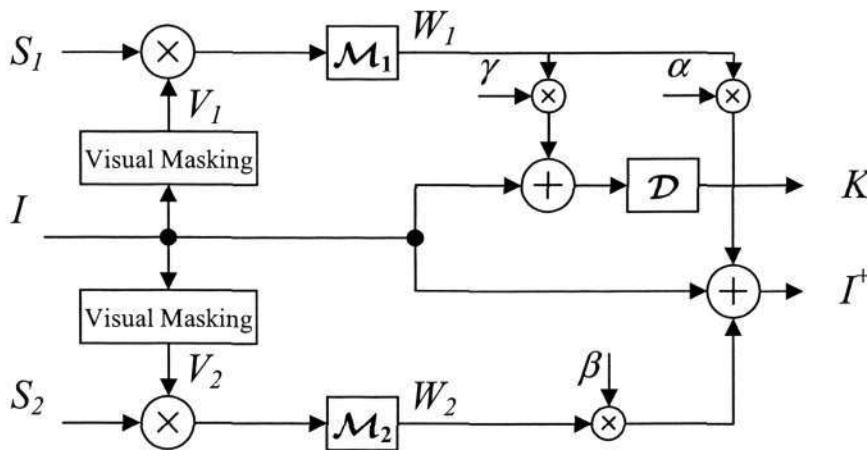 S1
V1
M1
W1
γ
α
Visual Masking
D
K
I
Visual Masking
I+
V2
β
S2
M2
W2